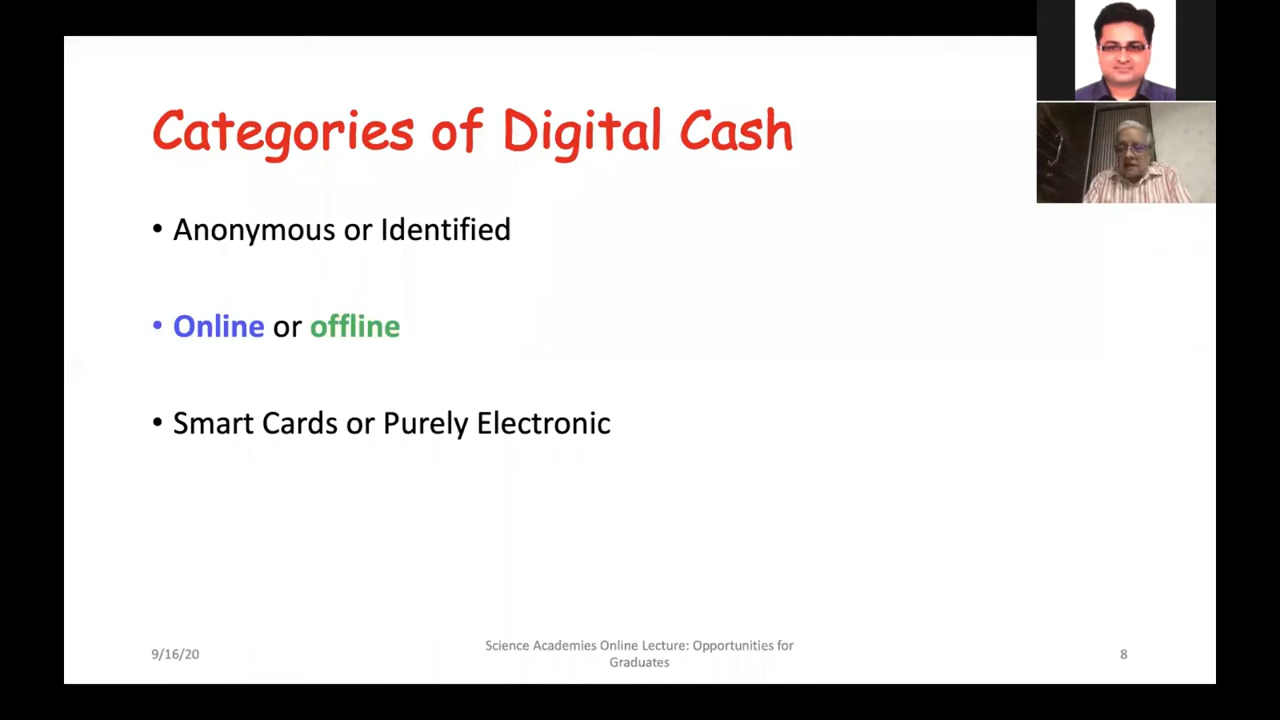 Categories of Digital Cash
• Anonymous or Identified
• Online or offline
• Smart Cards or Purely Electronic
9/16/20
Science Academies Online Lecture: Opportunities for
Graduates
8